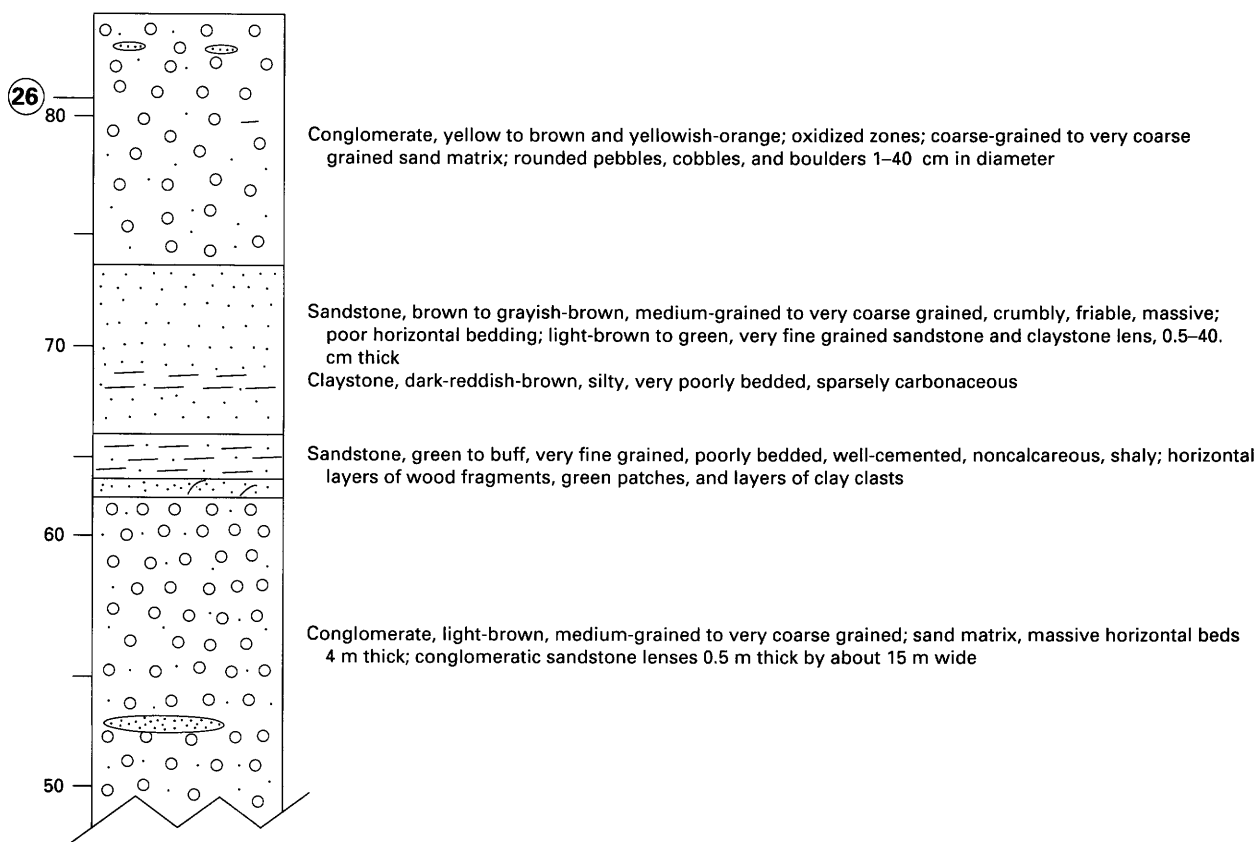 26
80
Conglomerate, yellow to brown and yellowish-orange; oxidized zones; coarse-grained to very coarse
grained sand matrix; rounded pebbles, cobbles, and boulders 1–40 cm in diameter
Sandstone, brown to grayish-brown, medium-grained to very coarse grained, crumbly, friable, massive;
poor horizontal bedding; light-brown to green, very fine grained sandstone and claystone lens, 0.5–40.
cm thick
70
Claystone, dark-reddish-brown, silty, very poorly bedded, sparsely carbonaceous
Sandstone, green to buff, very fine grained, poorly bedded, well-cemented, noncalcareous, shaly; horizontal
layers of wood fragments, green patches, and layers of clay clasts
60
Conglomerate, light-brown, medium-grained to very coarse grained; sand matrix, massive horizontal beds
4 m thick; conglomeratic sandstone lenses 0.5 m thick by about 15 m wide
50